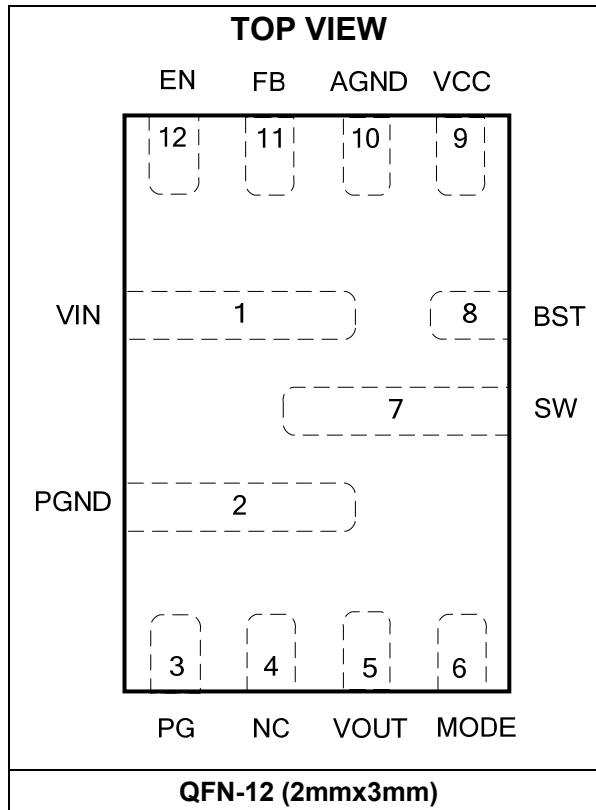 TOP VIEW
EN FB AGND VCC
12 11 10 9
VIN 1 8 BST
7 SW
PGND 2
3 4 5 6
PG NC VOUT MODE
QFN-12 (2mmx3mm)